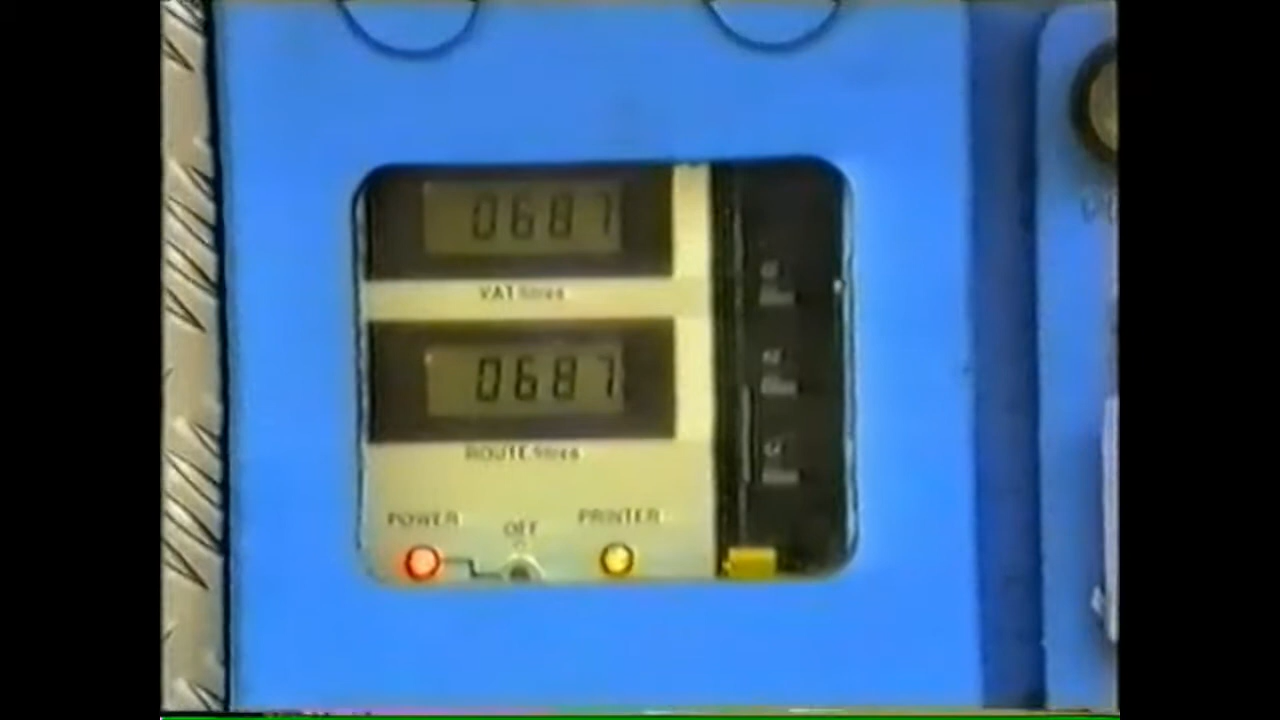 0687
VAT litres
0687
ROUTE litres
POWER
OFF
PRINTER